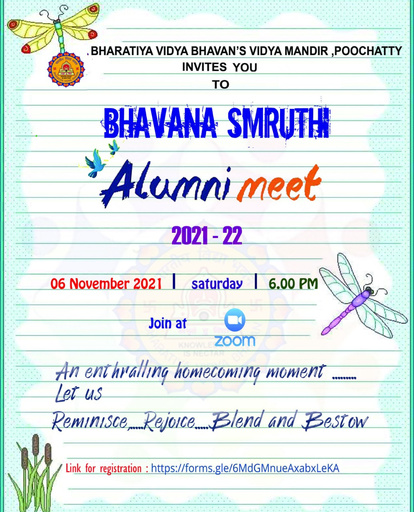 . BHARATIYA VIDYA BHAVAN'S VIDYA MANDIR ,POOCHATTY
INVITES YOU
TO
BHAVANA SMRUTHI
Alumni meet
2021 - 22
06 November 2021 | saturday | 6.00 PM
Join at
zoom
An enthralling homecoming moment .........
Let us
Reminisce,....Rejoice.....Blend and Bestow
Link for registration : https://forms.gle/6MdGMnueAxabxLeKA